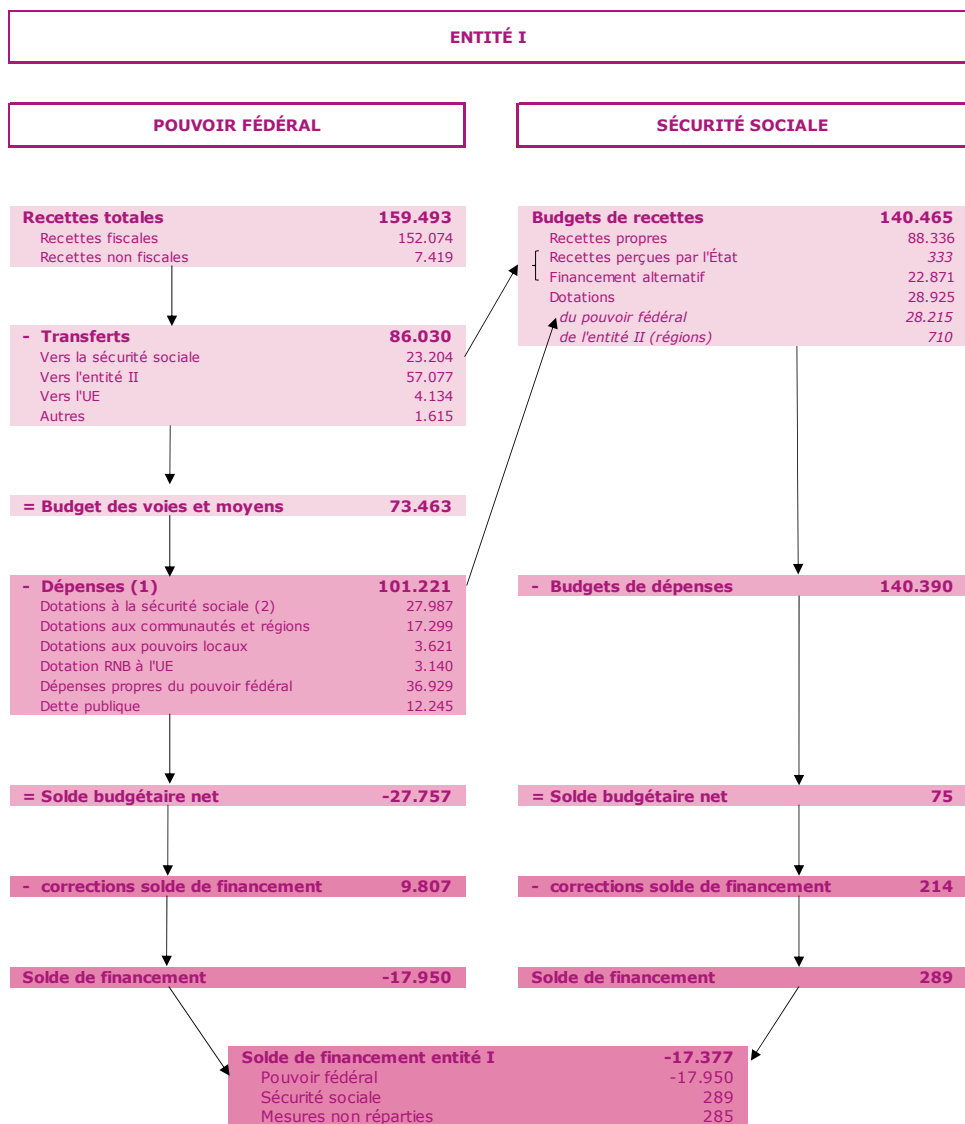 ENTITÉ I
POUVOIR FÉDÉRAL
Recettes totales 159.493
Recettes fiscales 152.074
Recettes non fiscales 7.419
- Transferts 86.030
Vers la sécurité sociale 23.204
Vers l'entité II 57.077
Vers l'UE 4.134
Autres 1.615
= Budget des voies et moyens 73.463
- Dépenses (1) 101.221
Dotations à la sécurité sociale (2) 27.987
Dotations aux communautés et régions 17.299
Dotations aux pouvoirs locaux 3.621
Dotation RNB à l'UE 3.140
Dépenses propres du pouvoir fédéral 36.929
Dette publique 12.245
= Solde budgétaire net -27.757
- corrections solde de financement 9.807
Solde de financement -17.950
SÉCURITÉ SOCIALE
Budgets de recettes 140.465
Recettes propres 88.336
Recettes perçues par l'État 333
Financement alternatif 22.871
Dotations 28.925
du pouvoir fédéral 28.215
de l'entité II (régions) 710
- Budgets de dépenses 140.390
= Solde budgétaire net 75
- corrections solde de financement 214
Solde de financement 289
Solde de financement entité I -17.377
Pouvoir fédéral -17.950
Sécurité sociale 289
Mesures non réparties 285